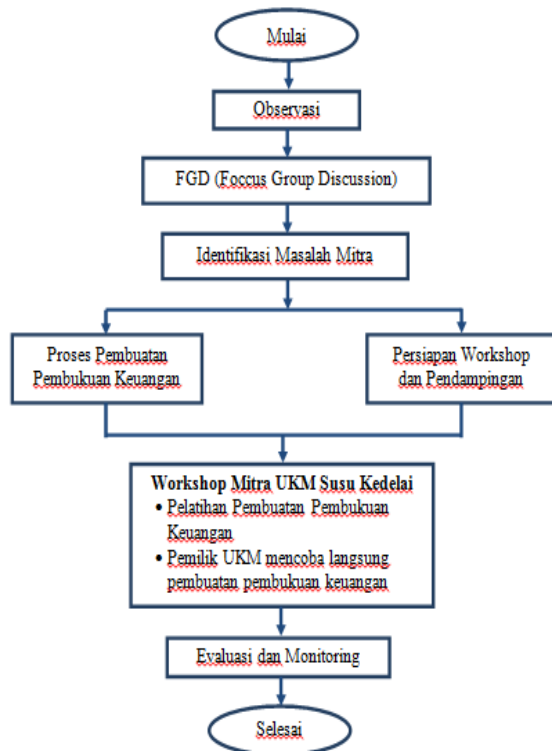 Mulai
Observasi
FGD (Foccus Group Discussion)
Identifikasi Masalah Mitra
Proses Pembuatan
Pembukuan Keuangan
Persiapan Workshop
dan Pendampingan
Workshop Mitra UKM Susu Kedelai
• Pelatihan Pembuatan Pembukuan
Keuangan
• Pemilik UKM mencoba langsung
pembuatan pembukuan keuangan
Evaluasi dan Monitoring
Selesai